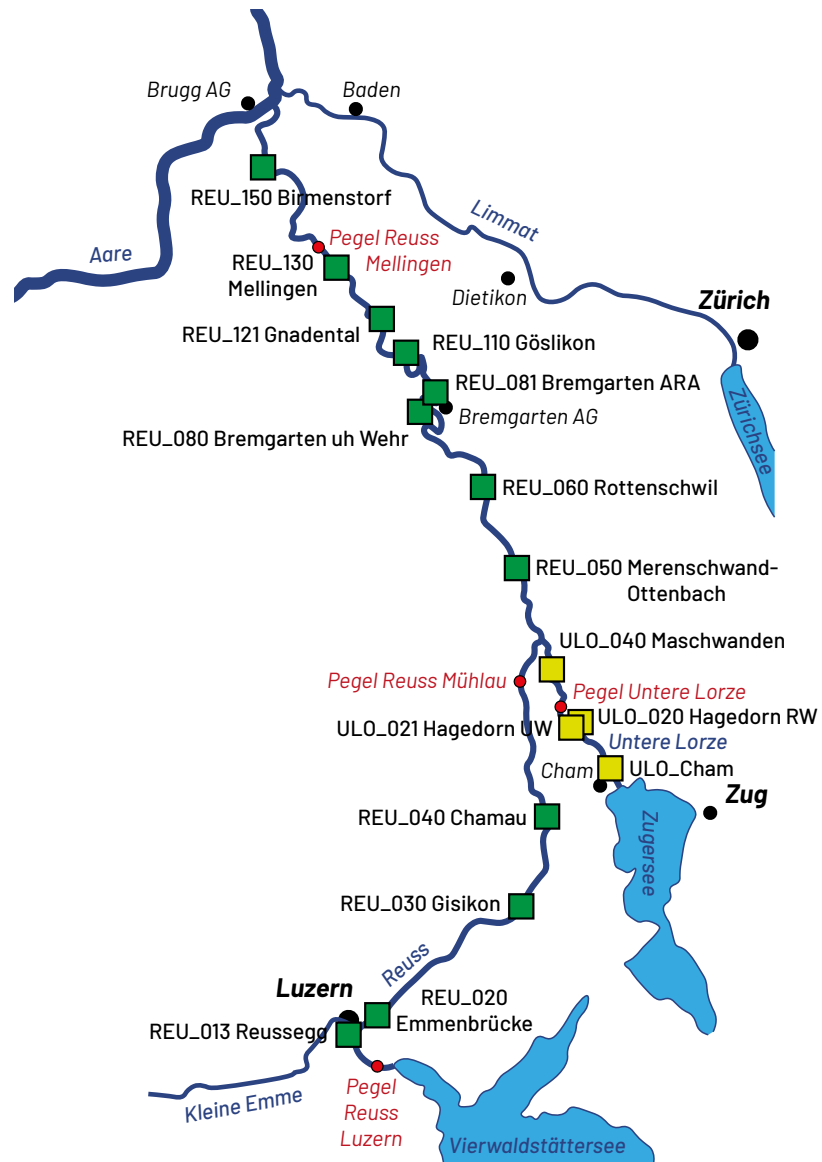 Brugg AG
Baden
REU_150 Birmenstorf
Limmat
Aare
Pegel Reuss
Mellingen
REU_130
Mellingen
Dietikon
Zürich
REU_121 Gnadental
REU_110 Göslikon
REU_081 Bremgarten ARA
Bremgarten AG
Zürichsee
REU_080 Bremgarten uh Wehr
REU_060 Rottenschwil
REU_050 Merenschwand-
Ottenbach
ULO_040 Maschwanden
Pegel Reuss Mühlau
Pegel Untere Lorze
ULO_020 Hagedorn RW
ULO_021 Hagedorn UW
Untere Lorze
Cham
ULO_Cham
Zug
REU_040 Chamau
Zugersee
REU_030 Gisikon
Reuss
Luzern
REU_020
Emmenbrücke
REU_013 Reussegg
Kleine Emme
Pegel
Reuss
Luzern
Vierwaldstättersee